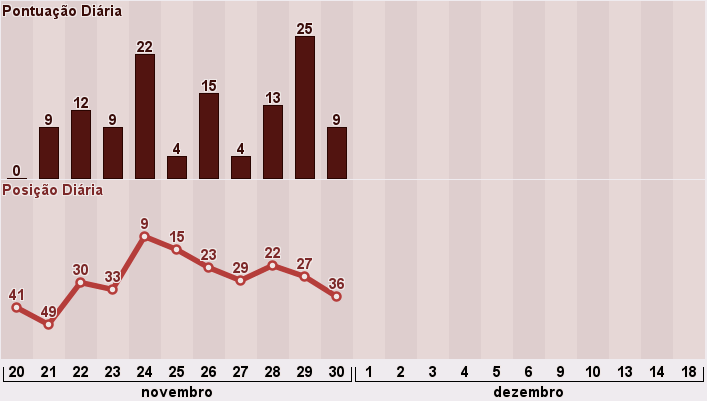 Pontuação Diária
0 9 12 9 22 4 15 4 13 25 9
Posição Diária
41 49 30 33 9 15 23 29 22 27 36
20 21 22 23 24 25 26 27 28 29 30 1 2 3 4 5 6 9 10 13 14 18
novembro dezembro